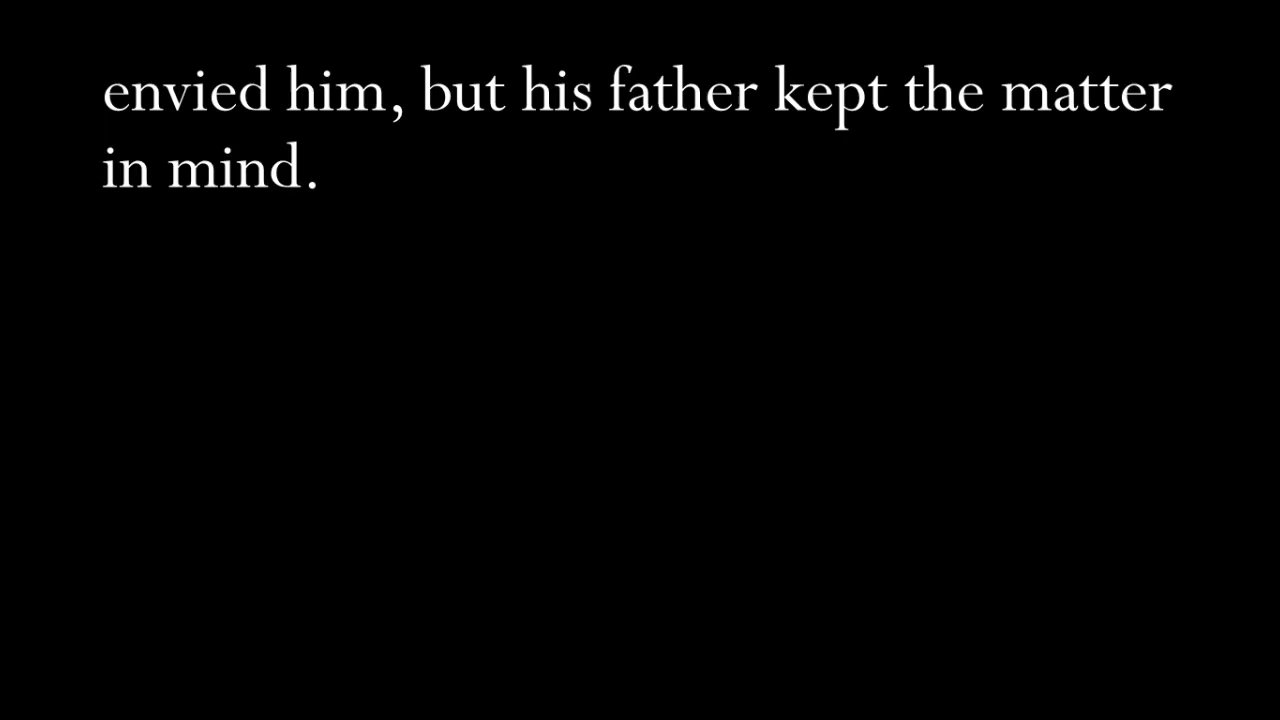 envied him, but his father kept the matter
in mind.